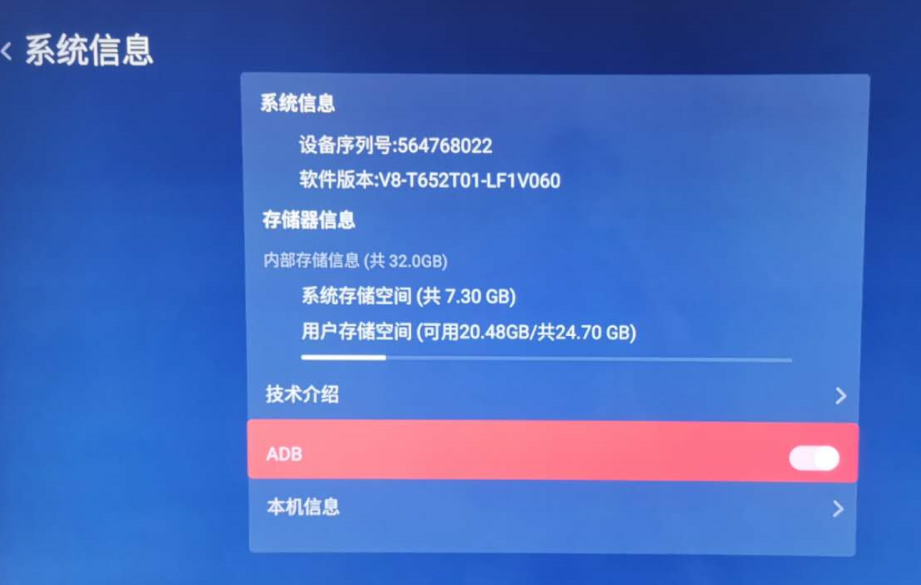 系统信息
系统信息
设备序列号:564768022
软件版本:V8-T652T01-LF1V060
存储器信息
内部存储信息 (共 32.0GB)
系统存储空间 (共 7.30 GB)
用户存储空间 (可用20.48GB/共24.70 GB)
技术介绍
ADB
本机信息